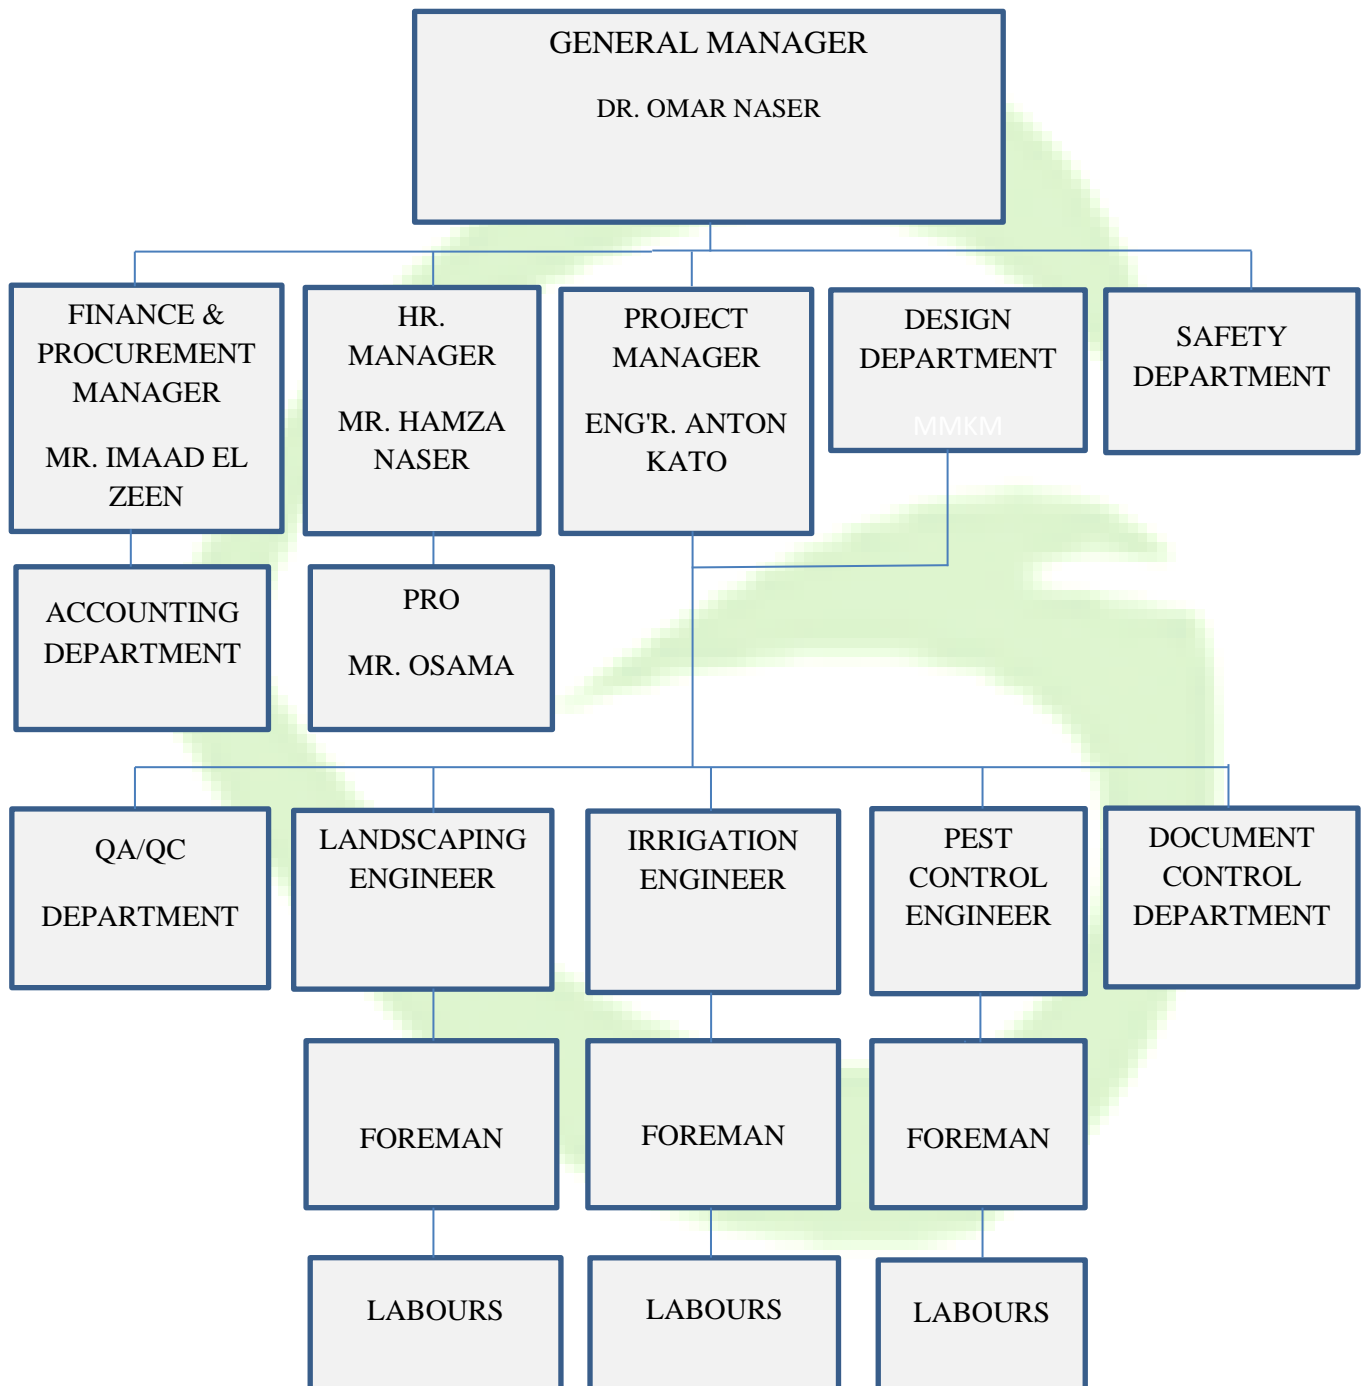 GENERAL MANAGER
DR. OMAR NASER
FINANCE &
PROCUREMENT
MANAGER
MR. IMAAD EL
ZEEN
HR.
MANAGER
MR. HAMZA
NASER
PROJECT
MANAGER
ENG'R. ANTON
KATO
DESIGN
DEPARTMENT
MMKM
SAFETY
DEPARTMENT
ACCOUNTING
DEPARTMENT
PRO
MR. OSAMA
QA/QC
DEPARTMENT
LANDSCAPING
ENGINEER
IRRIGATION
ENGINEER
PEST
CONTROL
ENGINEER
DOCUMENT
CONTROL
DEPARTMENT
FOREMAN
FOREMAN
FOREMAN
LABOURS
LABOURS
LABOURS